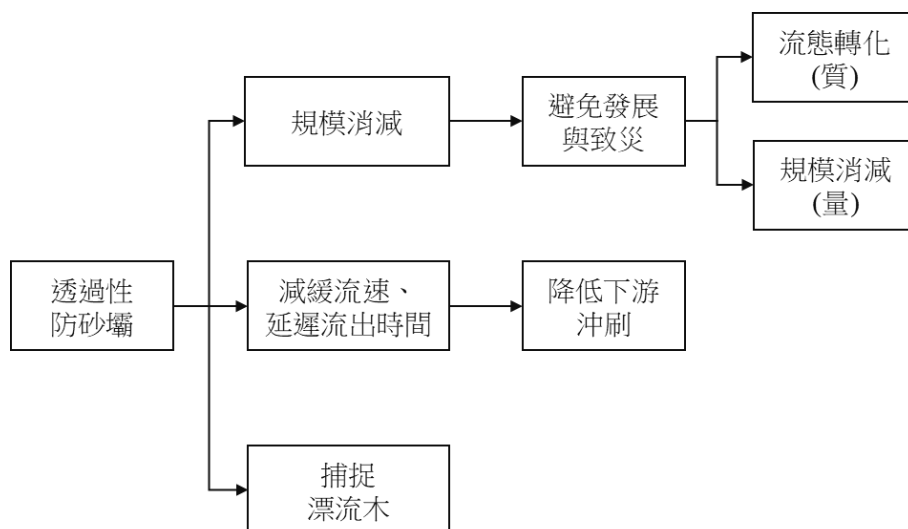 透過性
防砂壩
規模消減
避免發展
與致災
流態轉化
(質)
規模消減
(量)
減緩流速、
延遲流出時間
降低下游
沖刷
捕捉
漂流木